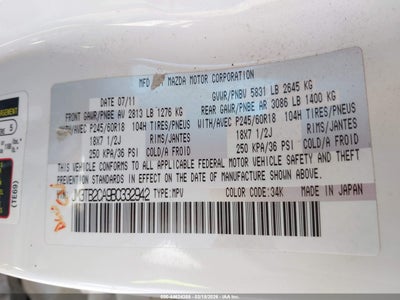 MFD BY MAZDA MOTOR CORPORATION
DATE 07/11 GVWR/PNBV 5831 LB 2645 KG
FRONT GAWR/PNBE AV 2813 LB 1276 KG REAR GAWR/PNBE AR 3086 LB 1400 KG
WITH/AVEC P245/60R18 104H TIRES/PNEUS WITH/AVEC P245/60R18 104H TIRES/PNEUS
18X7 1/2J RIMS/JANTES 18X7 1/2J RIMS/JANTES
250 KPA/36 PSI COLD/A FROID 250 KPA/36 PSI COLD/A FROID
THIS VEHICLE CONFORMS TO ALL APPLICABLE FEDERAL MOTOR VEHICLE SAFETY AND THEFT
PREVENTION STANDARDS IN EFFECT ON THE DATE OF MANUFACTURE SHOWN ABOVE.
JM3TB2CA9BC332942 TYPE:MPV COLOR CODE:34K MADE IN JAPAN
(TE69)